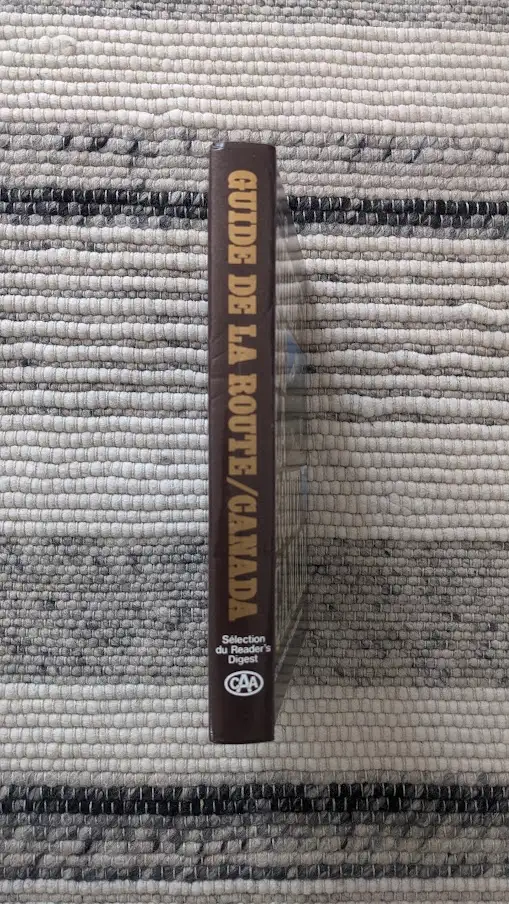 GUIDE DE LA ROUTE/CANADA
Sélection
du Reader's
Digest
CAA